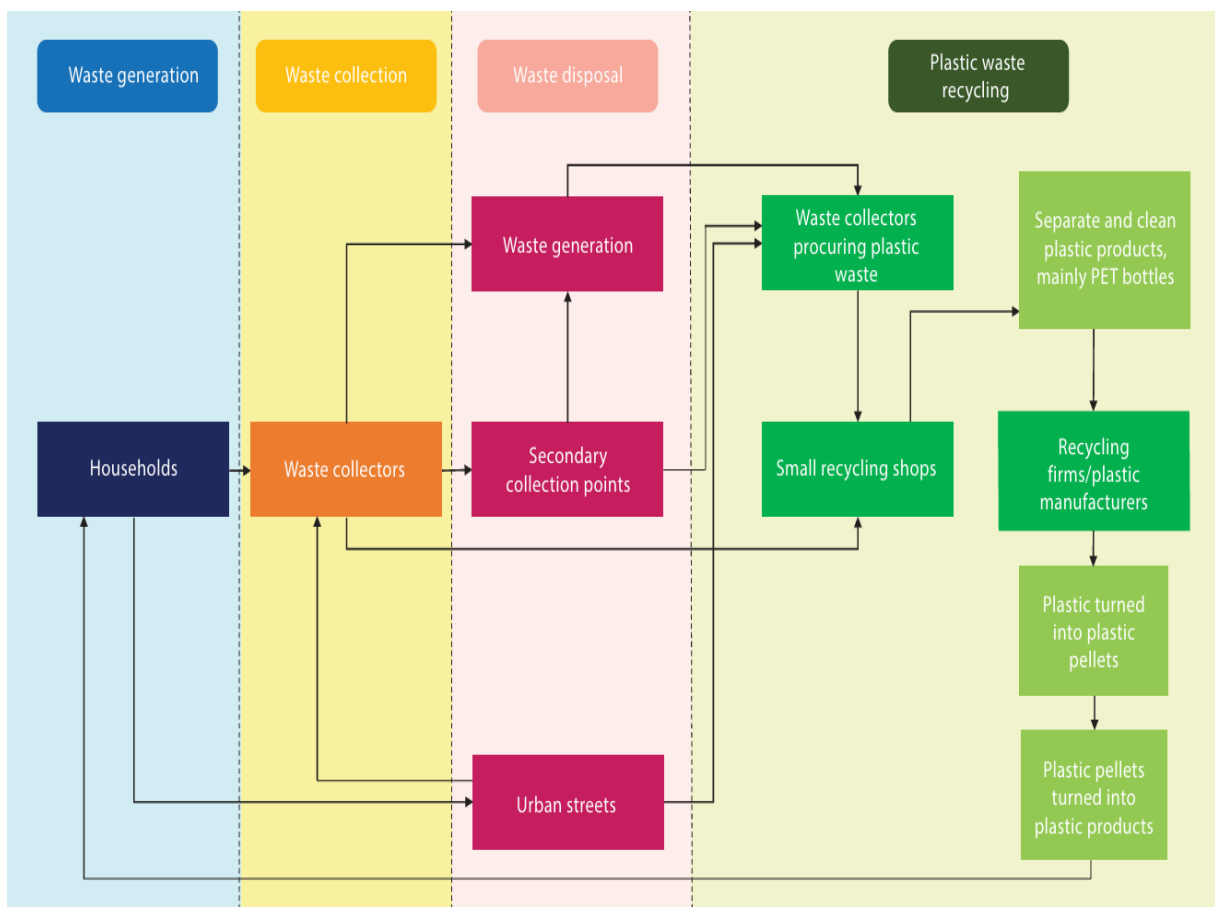 Waste generation
Waste collection
Waste disposal
Plastic waste
recycling
Waste generation
Waste collectors
procuring plastic
waste
Separate and clean
plastic products,
mainly PET bottles
Households
Waste collectors
Secondary
collection points
Small recycling shops
Recycling
firms/plastic
manufacturers
Plastic turned
into plastic
pellets
Urban streets
Plastic pellets
turned into
plastic products